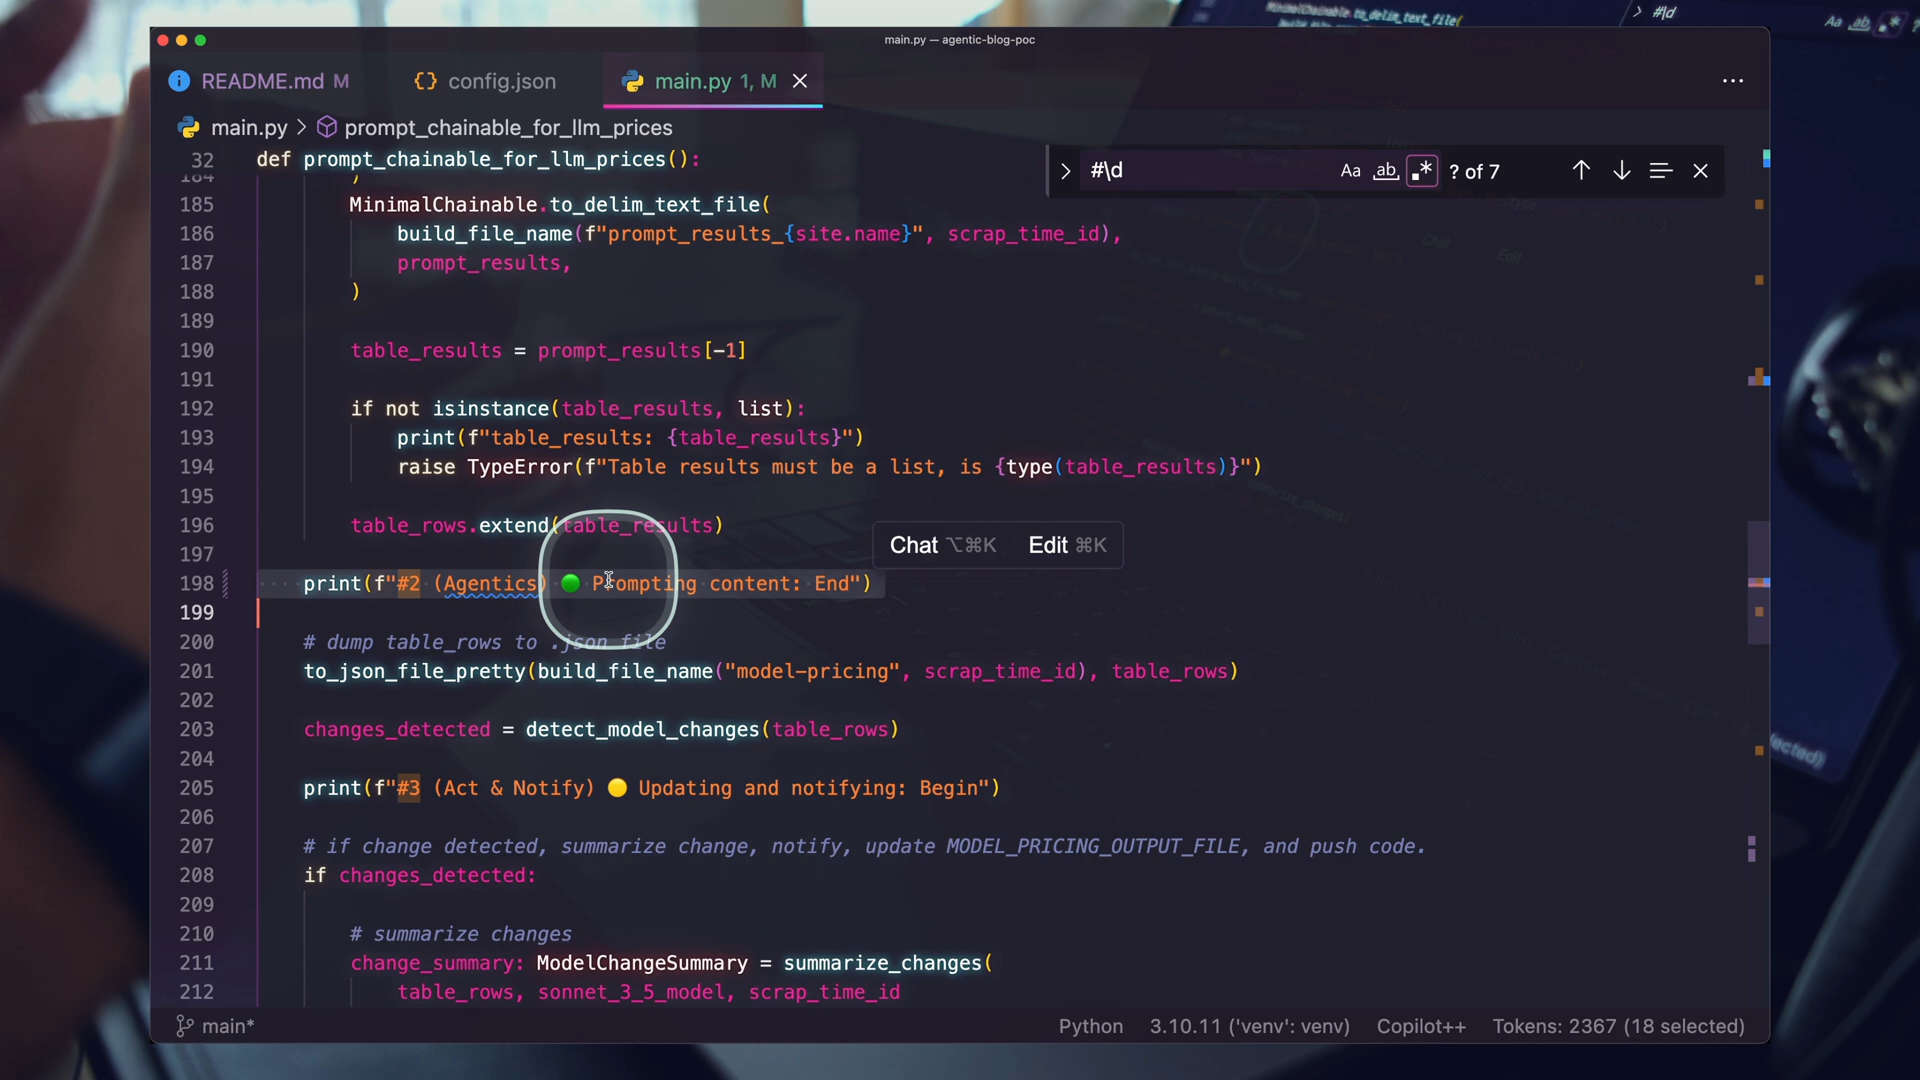 main.py — agentic-blog-poc
README.md M
config.json
main.py 1, M
main.py > prompt_chainable_for_llm_prices
32 def prompt_chainable_for_llm_prices():
#\d
Aa ab .* ? of 7
184 )
185 MinimalChainable.to_delim_text_file(
186 build_file_name(f"prompt_results_{site.name}", scrap_time_id),
187 prompt_results,
188 )
189
190 table_results = prompt_results[-1]
191
192 if not isinstance(table_results, list):
193 print(f"table_results: {table_results}")
194 raise TypeError(f"Table results must be a list, is {type(table_results)}")
195
196 table_rows.extend(table_results)
Chat ⌥⌘K Edit ⌘K
197
198 print(f"#2 (Agentics) 🟢 Prompting content: End")
199
200 # dump table_rows to .json file
201 to_json_file_pretty(build_file_name("model-pricing", scrap_time_id), table_rows)
202
203 changes_detected = detect_model_changes(table_rows)
204
205 print(f"#3 (Act & Notify) 🟡 Updating and notifying: Begin")
206
207 # if change detected, summarize change, notify, update MODEL_PRICING_OUTPUT_FILE, and push code.
208 if changes_detected:
209
210 # summarize changes
211 change_summary: ModelChangeSummary = summarize_changes(
212 table_rows, sonnet_3_5_model, scrap_time_id
main* Python 3.10.11 ('venv': venv) Copilot++ Tokens: 2367 (18 selected)